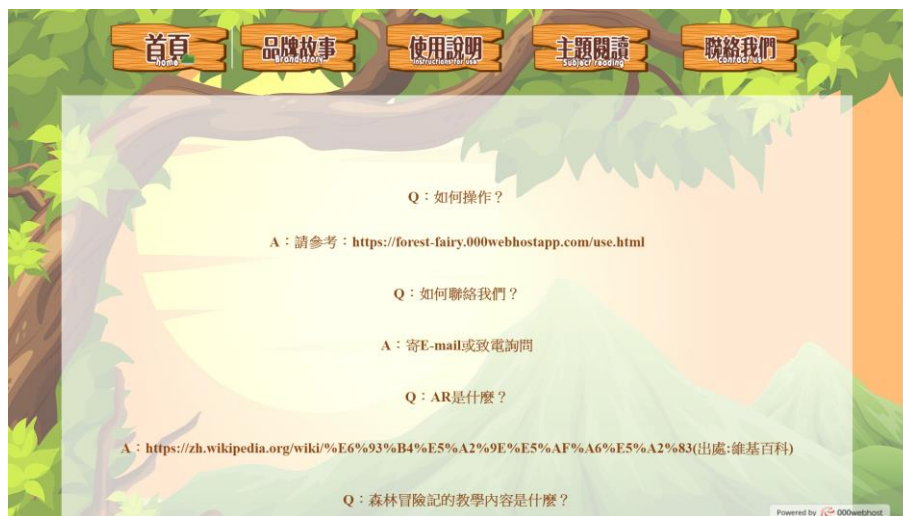 首頁
home
品牌故事
Brand story
使用說明
Instructions for use
主題閱讀
Subject reading
聯絡我們
contact us
Q：如何操作？
A：請參考：https://forest-fairy.000webhostapp.com/use.html
Q：如何聯絡我們？
A：寄E-mail或致電詢問
Q：AR是什麼？
A：https://zh.wikipedia.org/wiki/%E6%93%B4%E5%A2%9E%E5%AF%A6%E5%A2%83(出處:維基百科)
Q：森林冒險記的教學內容是什麼？
Powered by 000webhost